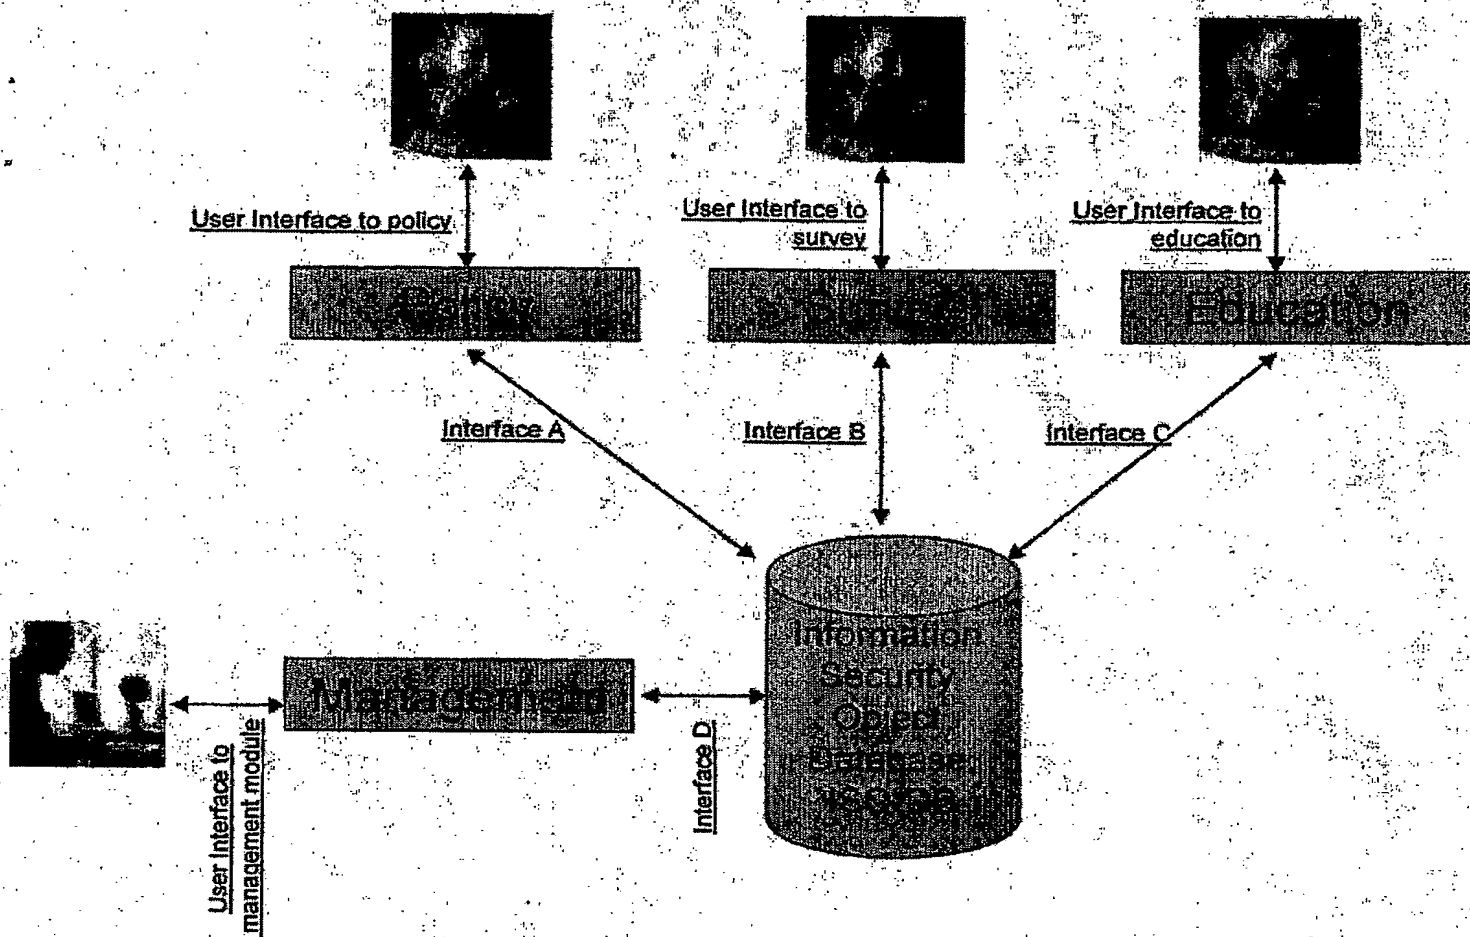 User Interface to policy
User Interface to
survey
User Interface to
education
Policy
Survey
Education
Interface A
Interface B
Interface C
Information
Security
Object
Database
Management
Interface D
User Interface to
management module